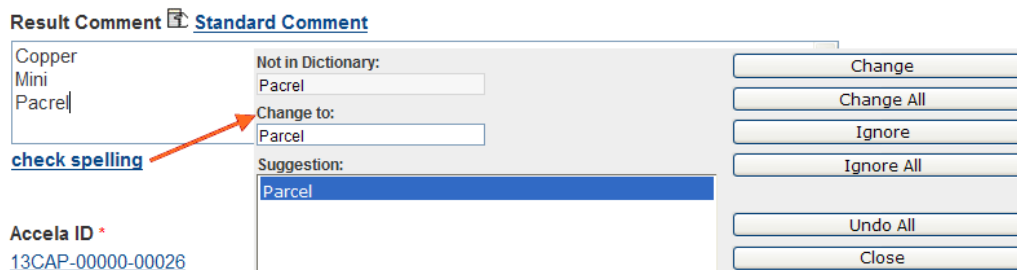 Result Comment Standard Comment
Copper
Mini
Pacrel
check spelling
Accela ID *
13CAP-00000-00026
Not in Dictionary:
Pacrel
Change to:
Parcel
Suggestion:
Parcel
Change
Change All
Ignore
Ignore All
Undo All
Close